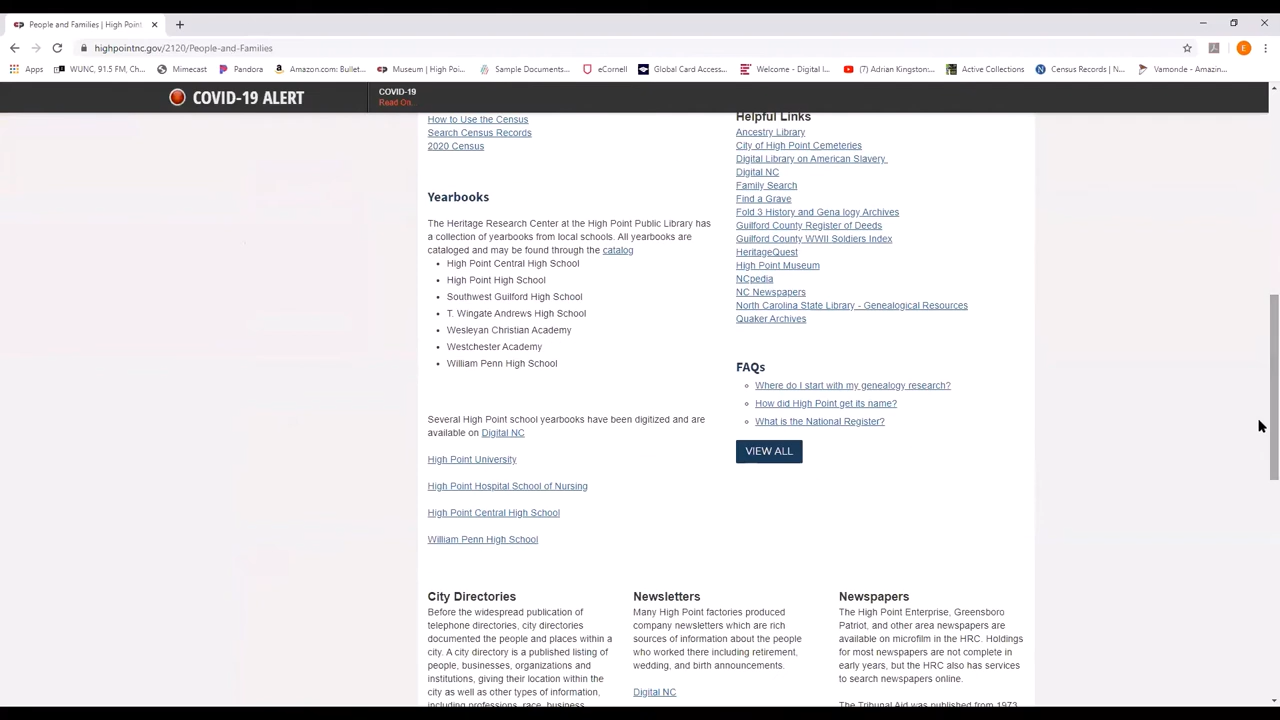 People and Families | High Point
highpointnc.gov/2120/People-and-Families
E
Apps
WUNC, 91.5 FM, Ch...
Mimecast
Pandora
Amazon.com: Bullet...
Museum | High Poi...
Sample Documents...
eCornell
Global Card Access...
Welcome - Digital I...
(7) Adrian Kingston:...
Active Collections
Census Records | N...
Vamonde - Amazin...
COVID-19 ALERT
COVID-19
Read On...
How to Use the Census
Search Census Records
2020 Census
Yearbooks
The Heritage Research Center at the High Point Public Library has
a collection of yearbooks from local schools. All yearbooks are
cataloged and may be found through the catalog
High Point Central High School
High Point High School
Southwest Guilford High School
T. Wingate Andrews High School
Wesleyan Christian Academy
Westchester Academy
William Penn High School
Several High Point school yearbooks have been digitized and are
available on Digital NC
High Point University
High Point Hospital School of Nursing
High Point Central High School
William Penn High School
Helpful Links
Ancestry Library
City of High Point Cemeteries
Digital Library on American Slavery
Digital NC
Family Search
Find a Grave
Fold 3 History and Gena logy Archives
Guilford County Register of Deeds
Guilford County WWII Soldiers Index
HeritageQuest
High Point Museum
NCpedia
NC Newspapers
North Carolina State Library - Genealogical Resources
Quaker Archives
FAQs
Where do I start with my genealogy research?
How did High Point get its name?
What is the National Register?
VIEW ALL
City Directories
Before the widespread publication of
telephone directories, city directories
documented the people and places within a
city. A city directory is a published listing of
people, businesses, organizations and
institutions, giving their location within the
city as well as other types of information,
including professions, race, business
Newsletters
Many High Point factories produced
company newsletters which are rich
sources of information about the people
who worked there including retirement,
wedding, and birth announcements.
Digital NC
Newspapers
The High Point Enterprise, Greensboro
Patriot, and other area newspapers are
available on microfilm in the HRC. Holdings
for most newspapers are not complete in
early years, but the HRC also has services
to search newspapers online.
The Tribunal Aid was published from 1973